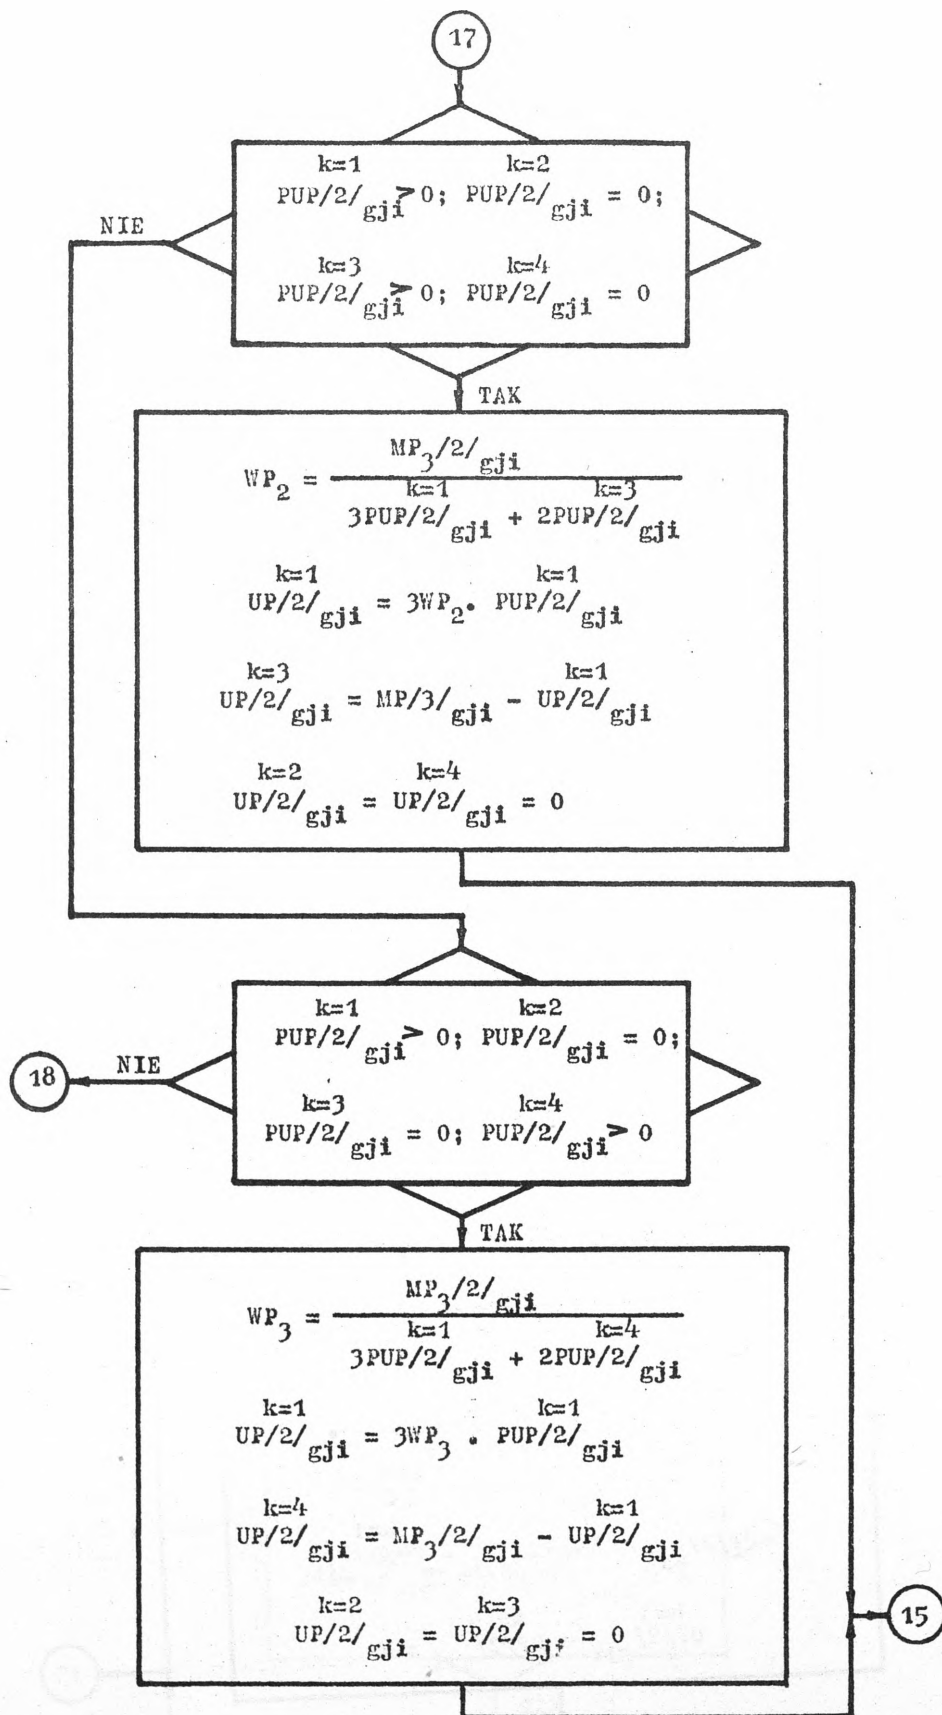 17
k=1 k=2
PUP/2/gji > 0; PUP/2/gji = 0;
NIE
k=3 k=4
PUP/2/gji > 0; PUP/2/gji = 0
TAK
MP₃/2/gji
WP₂ =
k=1 k=3
3PUP/2/gji + 2PUP/2/gji
k=1 k=1
UP/2/gji = 3WP₂. PUP/2/gji
k=3 k=1
UP/2/gji = MP/3/gji - UP/2/gji
k=2 k=4
UP/2/gji = UP/2/gji = 0
k=1 k=2
PUP/2/gji > 0; PUP/2/gji = 0;
18
NIE
k=3 k=4
PUP/2/gji = 0; PUP/2/gji > 0
TAK
MP₃/2/gji
WP₃ =
k=1 k=4
3PUP/2/gji + 2PUP/2/gji
k=1 k=1
UP/2/gji = 3WP₃ . PUP/2/gji
k=4 k=1
UP/2/gji = MP₃/2/gji - UP/2/gji
k=2 k=3
UP/2/gji = UP/2/gji = 0
15